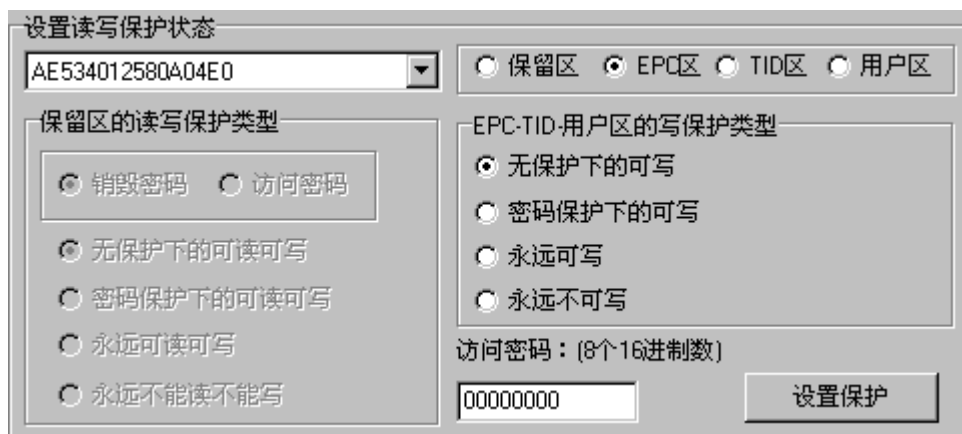 设置读写保护状态
AE534012580A04E0
保留区 EPC区 TID区 用户区
保留区的读写保护类型
销毁密码 访问密码
无保护下的可读可写
密码保护下的可读可写
永远可读可写
永远不能读不能写
EPC-TID-用户区的写保护类型
无保护下的可写
密码保护下的可写
永远可写
永远不可写
访问密码：(8个16进制数)
00000000
设置保护